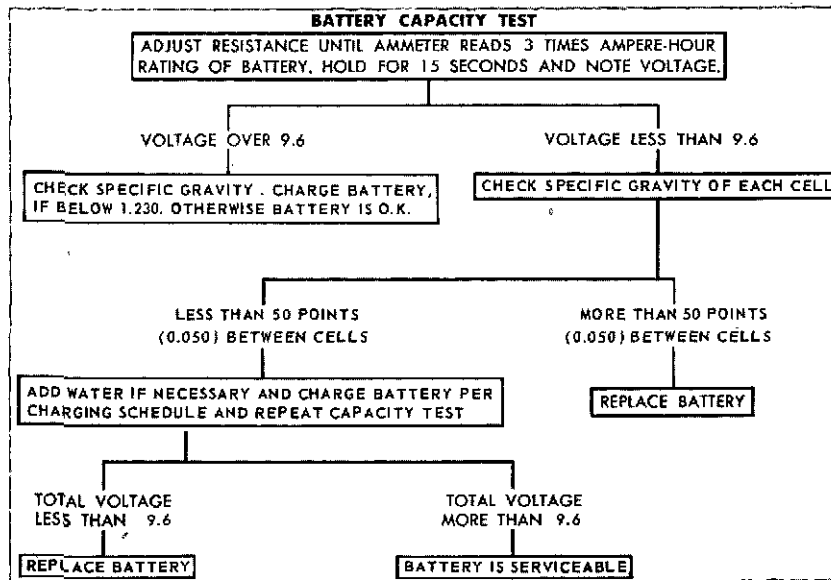 BATTERY CAPACITY TEST
ADJUST RESISTANCE UNTIL AMMETER READS 3 TIMES AMPERE-HOUR
RATING OF BATTERY. HOLD FOR 15 SECONDS AND NOTE VOLTAGE.
VOLTAGE OVER 9.6
VOLTAGE LESS THAN 9.6
CHECK SPECIFIC GRAVITY. CHARGE BATTERY,
IF BELOW 1.230. OTHERWISE BATTERY IS O.K.
CHECK SPECIFIC GRAVITY OF EACH CELL
LESS THAN 50 POINTS
(0.050) BETWEEN CELLS
MORE THAN 50 POINTS
(0.050) BETWEEN CELLS
ADD WATER IF NECESSARY AND CHARGE BATTERY PER
CHARGING SCHEDULE AND REPEAT CAPACITY TEST
REPLACE BATTERY
TOTAL VOLTAGE
LESS THAN 9.6
TOTAL VOLTAGE
MORE THAN 9.6
REPLACE BATTERY
BATTERY IS SERVICEABLE